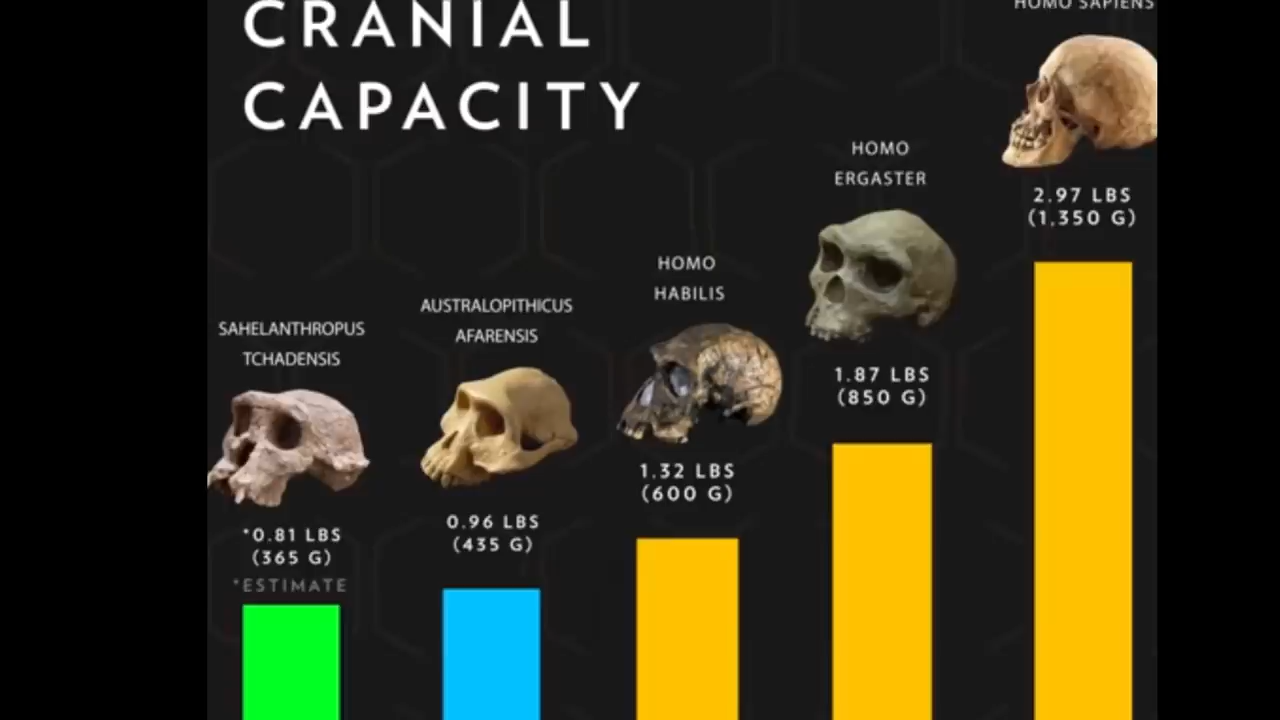 CRANIAL
CAPACITY
HOMO SAPIENS
2.97 LBS
(1,350 G)
HOMO
ERGASTER
1.87 LBS
(850 G)
HOMO
HABILIS
1.32 LBS
(600 G)
AUSTRALOPITHICUS
AFARENSIS
0.96 LBS
(435 G)
SAHELANTHROPUS
TCHADENSIS
*0.81 LBS
(365 G)
*ESTIMATE